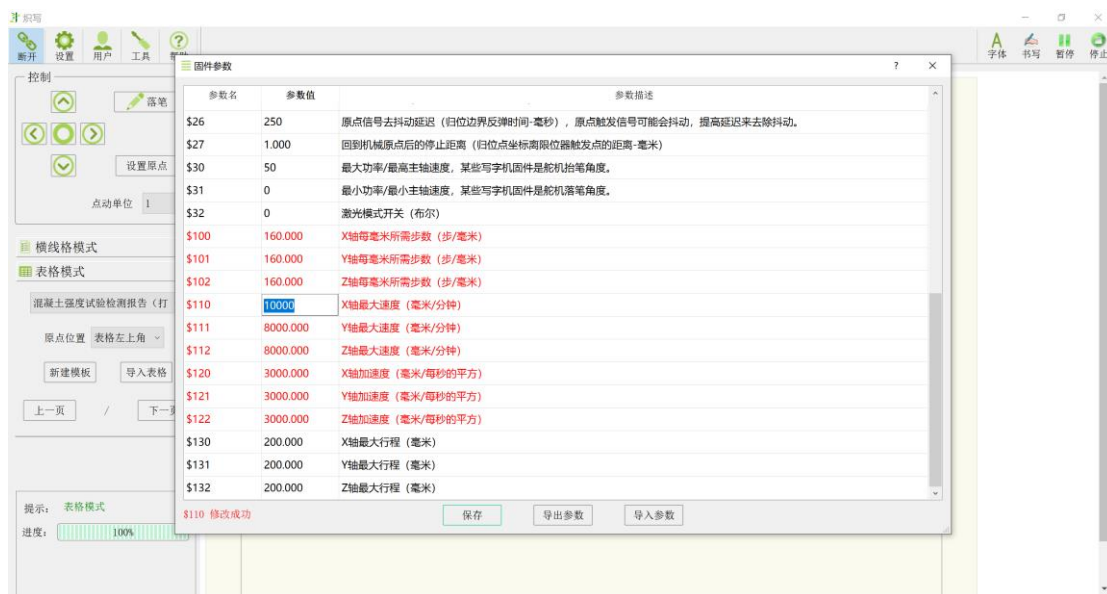 织写
断开 设置 用户 工具
字体 书写 暂停 停止
控制
落笔
设置原点
点动单位 1
横线格模式
表格模式
混凝土强度试验检测报告（打
原点位置 表格左上角
新建模板 导入表格
上一页 / 下一
提示： 表格模式
进度： 100%
固件参数 ? ×
参数名 参数值 参数描述
$26 250 原点信号去抖动延迟（归位边界反弹时间-毫秒），原点触发信号可能会抖动，提高延迟来去除抖动。
$27 1.000 回到机械原点后的停止距离（归位点坐标离限位器触发点的距离-毫米）
$30 50 最大功率/最高主轴速度，某些写字机固件是舵机抬笔角度。
$31 0 最小功率/最小主轴速度，某些写字机固件是舵机落笔角度。
$32 0 激光模式开关（布尔）
$100 160.000 X轴每毫米所需步数（步/毫米）
$101 160.000 Y轴每毫米所需步数（步/毫米）
$102 160.000 Z轴每毫米所需步数（步/毫米）
$110 10000 X轴最大速度（毫米/分钟）
$111 8000.000 Y轴最大速度（毫米/分钟）
$112 8000.000 Z轴最大速度（毫米/分钟）
$120 3000.000 X轴加速度（毫米/每秒的平方）
$121 3000.000 Y轴加速度（毫米/每秒的平方）
$122 3000.000 Z轴加速度（毫米/每秒的平方）
$130 200.000 X轴最大行程（毫米）
$131 200.000 Y轴最大行程（毫米）
$132 200.000 Z轴最大行程（毫米）
$110 修改成功
保存 导出参数 导入参数